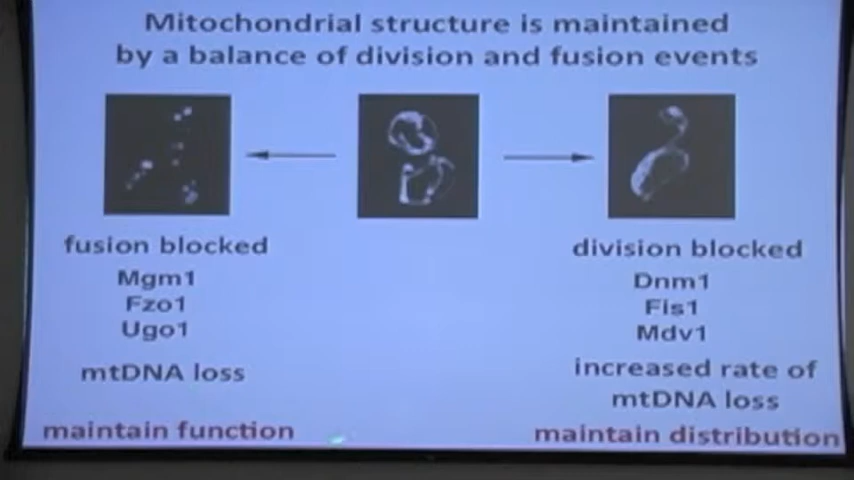 Mitochondrial structure is maintained
by a balance of division and fusion events
fusion blocked
Mgm1
Fzo1
Ugo1
mtDNA loss
maintain function
division blocked
Dnm1
Fis1
Mdv1
increased rate of
mtDNA loss
maintain distribution